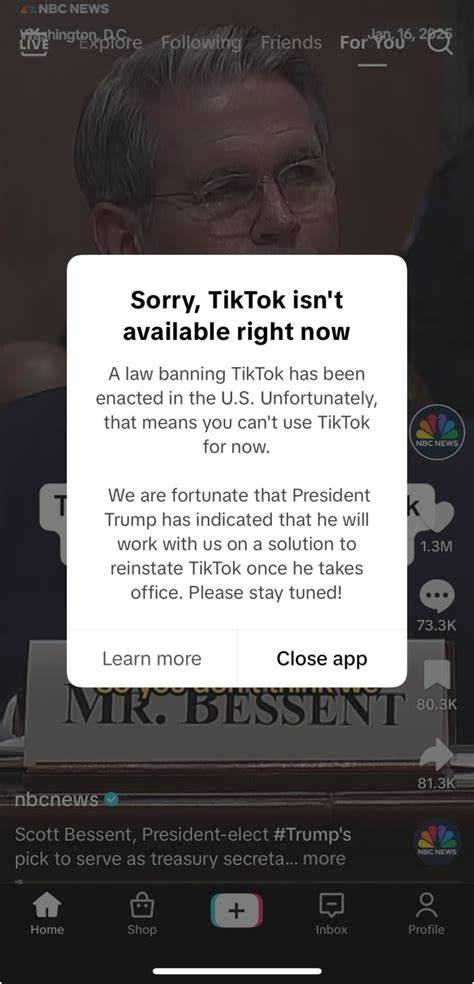 NBC NEWS
Washington, D.C.
Jan. 16, 2025
LIVE
Explore
Following
Friends
For You
Sorry, TikTok isn't
available right now
A law banning TikTok has been
enacted in the U.S. Unfortunately,
that means you can't use TikTok
for now.
We are fortunate that President
Trump has indicated that he will
work with us on a solution to
reinstate TikTok once he takes
office. Please stay tuned!
Learn more
Close app
NBC NEWS
1.3M
73.3K
80.3K
81.3K
MR. BESSENT
nbcnews
Scott Bessent, President-elect #Trump's
pick to serve as treasury secreta... more
NBC NEWS
Home
Shop
Inbox
Profile